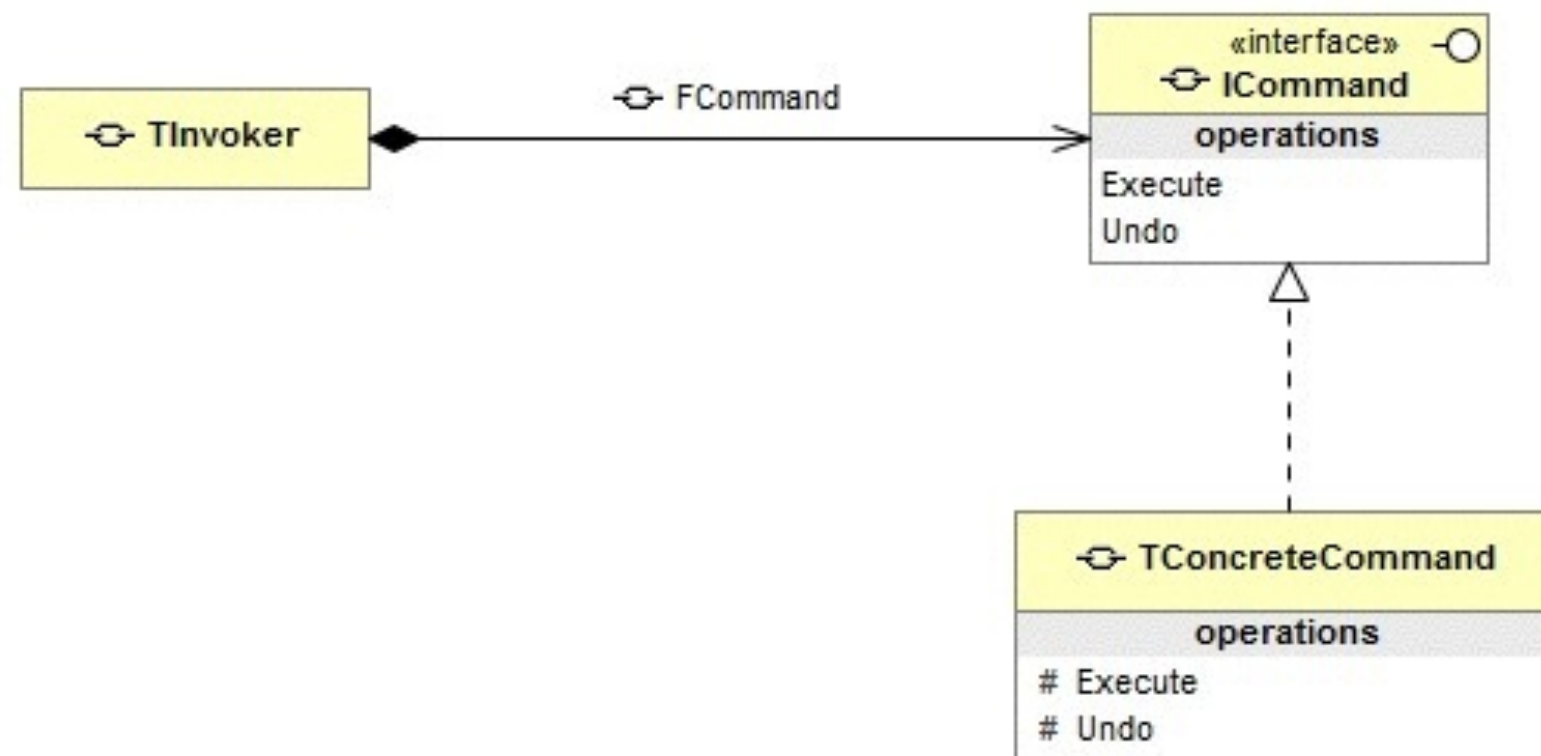 TInvoker
FCommand
«interface»
ICommand
operations
Execute
Undo
TConcreteCommand
operations
# Execute
# Undo